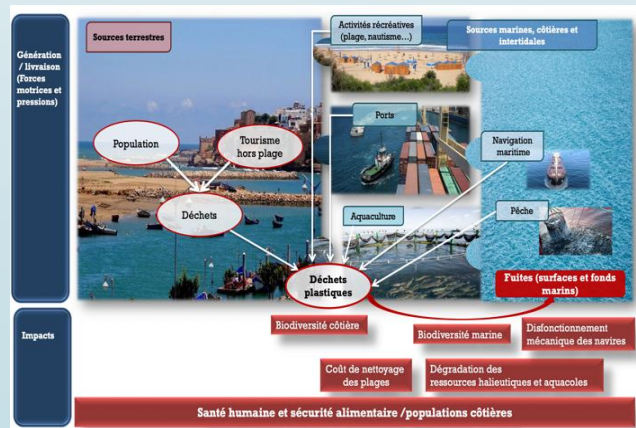 Génération
/ livraison
(Forces
motrices et
pressions)
Sources terrestres
Activités récréatives
(plage, nautisme...)
Sources marines, côtières et
intertidales
Population
Tourisme
hors plage
Ports
Navigation
maritime
Déchets
Aquaculture
Pêche
Déchets
plastiques
Fuites (surfaces et fonds
marins)
Impacts
Biodiversité côtière
Biodiversité marine
Disfonctionnement
mécanique des navires
Coût de nettoyage
des plages
Dégradation des
ressources halieutiques et aquacoles
Santé humaine et sécurité alimentaire /populations côtières